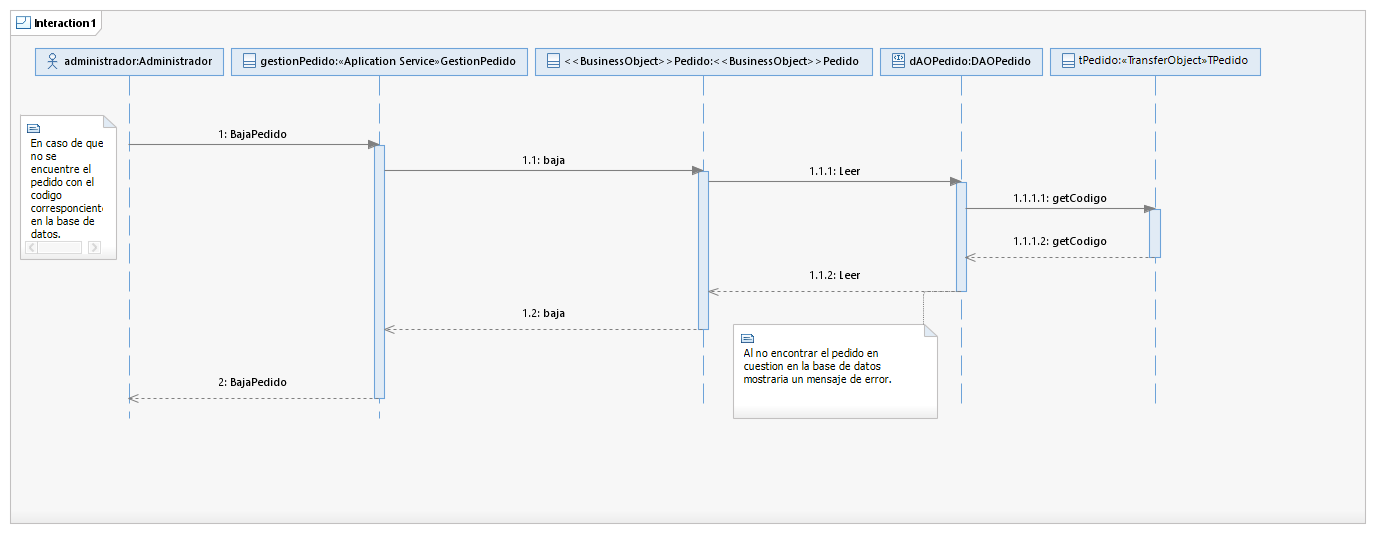 Interaction1
administrador:Administrador
gestionPedido:«Aplication Service»GestionPedido
<<BusinessObject>>Pedido:<<BusinessObject>>Pedido
dAOPedido:DAOPedido
tPedido:«TransferObject»TPedido
En caso de que
no se
encuentre el
pedido con el
codigo
corresponciente
en la base de
datos.
1: BajaPedido
1.1: baja
1.1.1: Leer
1.1.1.1: getCodigo
1.1.1.2: getCodigo
1.1.2: Leer
1.2: baja
Al no encontrar el pedido en
cuestion en la base de datos
mostraria un mensaje de error.
2: BajaPedido